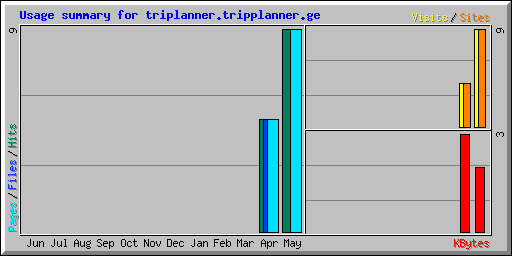 Usage summary for triplanner.tripplanner.ge
Visits / Sites
9
9
Pages / Files / Hits
3
Jun Jul Aug Sep Oct Nov Dec Jan Feb Mar Apr May
KBytes